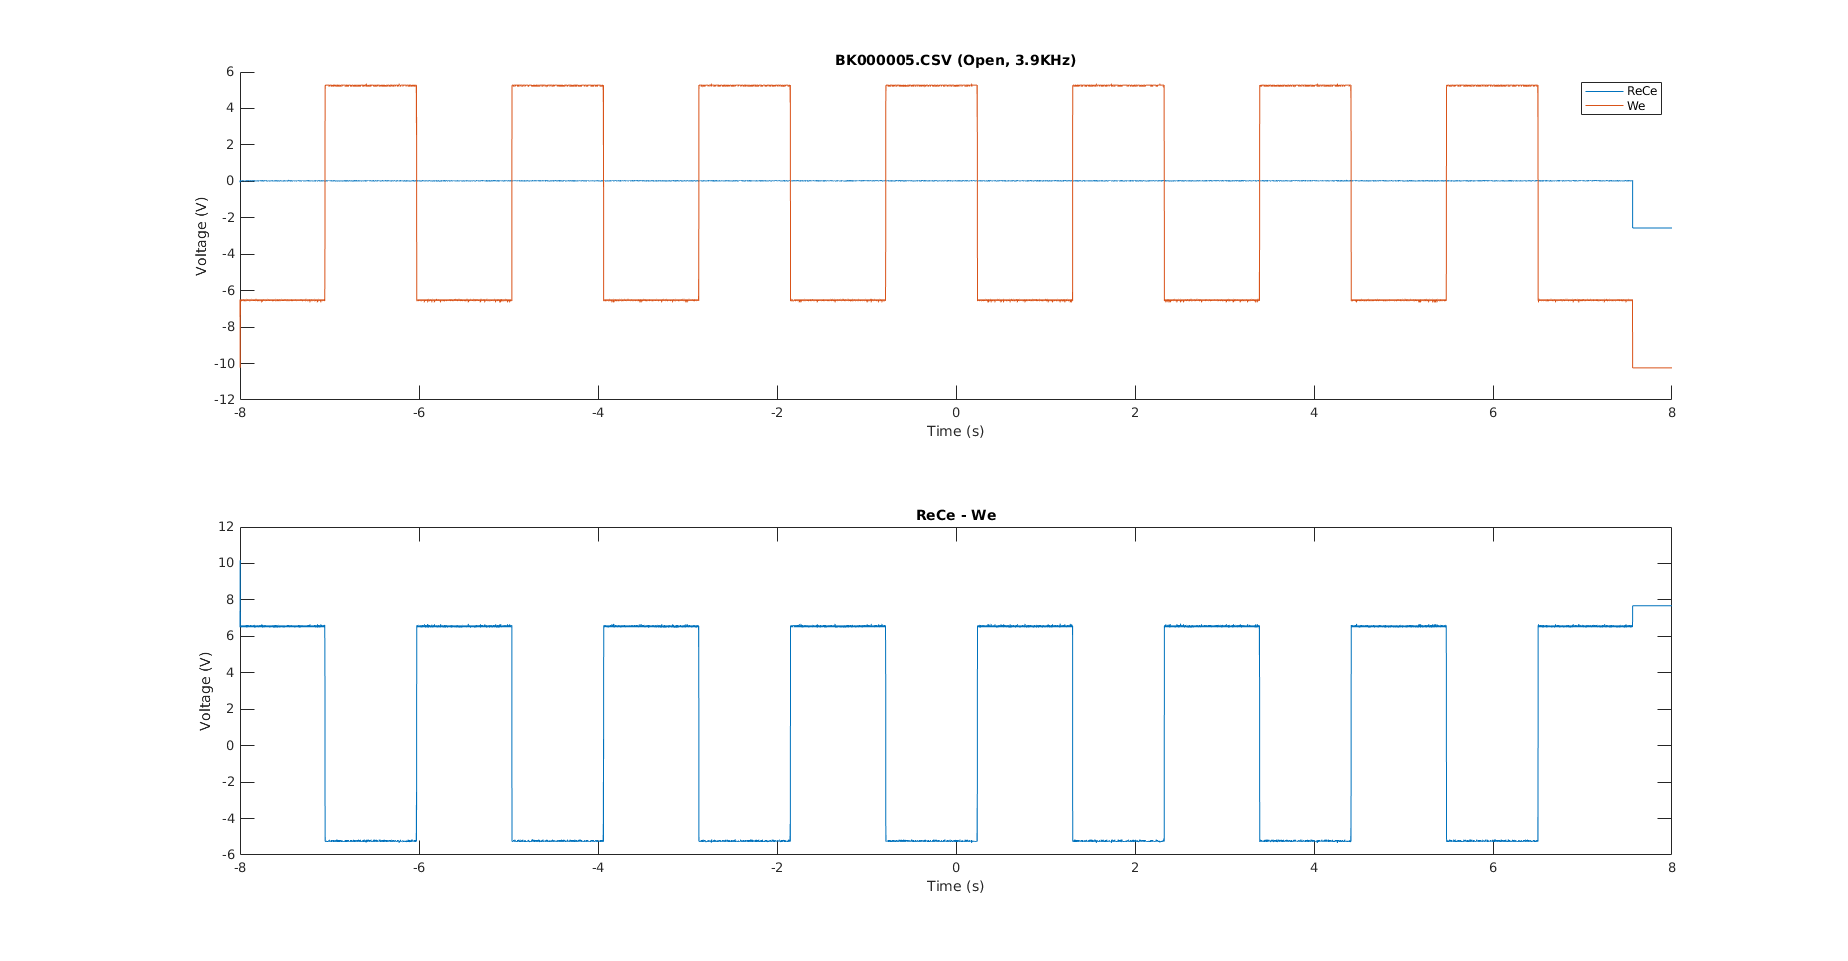 BK000005.CSV (Open, 3.9KHz)
6
4
2
0
-2
-4
-6
-8
-10
-12
Voltage (V)
ReCe
We
-8 -6 -4 -2 0 2 4 6 8
Time (s)
ReCe - We
12
10
8
6
4
2
0
-2
-4
-6
Voltage (V)
-8 -6 -4 -2 0 2 4 6 8
Time (s)